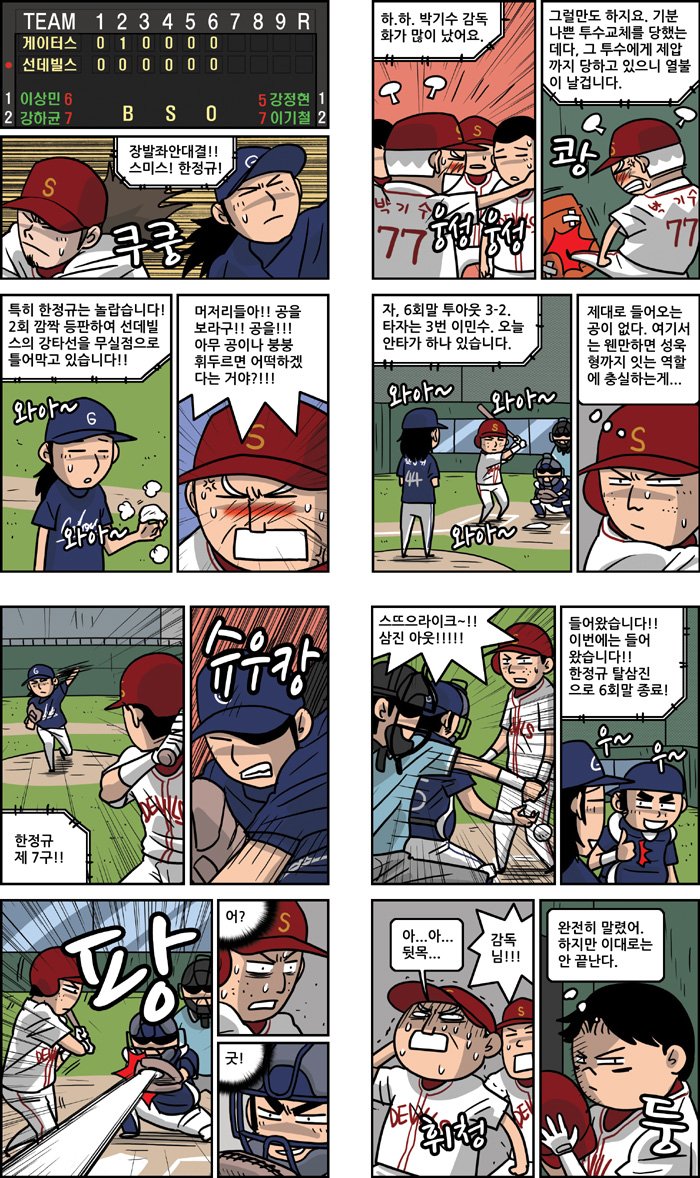 TEAM 1 2 3 4 5 6 7 8 9 R
게이터스 0 1 0 0 0 0
선데빌스 0 0 0 0 0 0
1 이상민 6 5 강정현 1
2 강하균 7 B S O 7 이기철 2
장발좌안대결!!
스미스! 한정규!
S
G
쿠쿵
특히 한정규는 놀랍습니다!
2회 깜짝 등판하여 선데빌
스의 강타선을 무실점으로
틀어막고 있습니다!!
와아~
G
와아~
머저리들아!! 공을
보라구!! 공을!!!
아무 공이나 붕붕
휘두르면 어떡하겠
다는 거야?!!!
S
하.하. 박기수 감독
화가 많이 났어요.
박기수
77
웅성 웅성
그럴만도 하지요. 기분
나쁜 투수교체를 당했는
데다, 그 투수에게 제압
까지 당하고 있으니 열불
이 날겁니다.
쾅
박기수
77
자, 6회말 투아웃 3-2.
타자는 3번 이민수. 오늘
안타가 하나 있습니다.
와아~
와아~
44
와아~
제대로 들어오는
공이 없다. 여기서
는 웬만하면 성욱
형까지 잇는 역할
에 충실하는게...
S
한정규
제 7구!!
DEVILS
슈우캉
G
팡
어?
S
굿!
스뜨으라이크~!!
삼진 아웃!!!!!
들어왔습니다!!
이번에는 들어
왔습니다!!
한정규 탈삼진
으로 6회말 종료!
우~
우~
아...아...
뒷목...
감독
님!!!
S
휘청
완전히 말렸어.
하지만 이대로는
안 끝난다.
둥